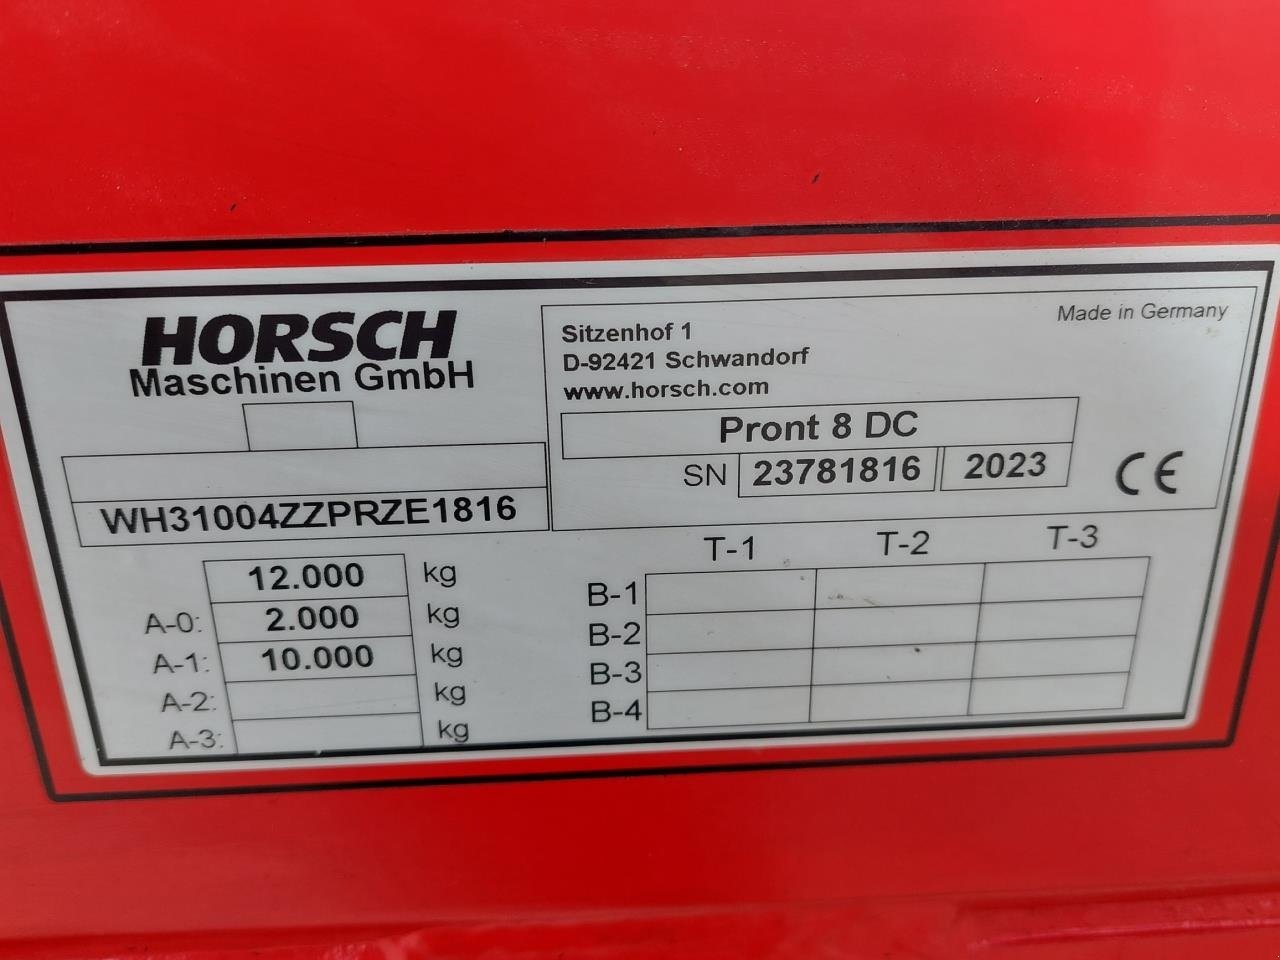 HORSCH
Maschinen GmbH
WH31004ZZPRZE1816
Sitzenhof 1
D-92421 Schwandorf
www.horsch.com
Made in Germany
Pront 8 DC
SN 23781816 2023
CE
12.000 kg
A-0: 2.000 kg
A-1: 10.000 kg
A-2: kg
A-3: kg
T-1 T-2 T-3
B-1
B-2
B-3
B-4